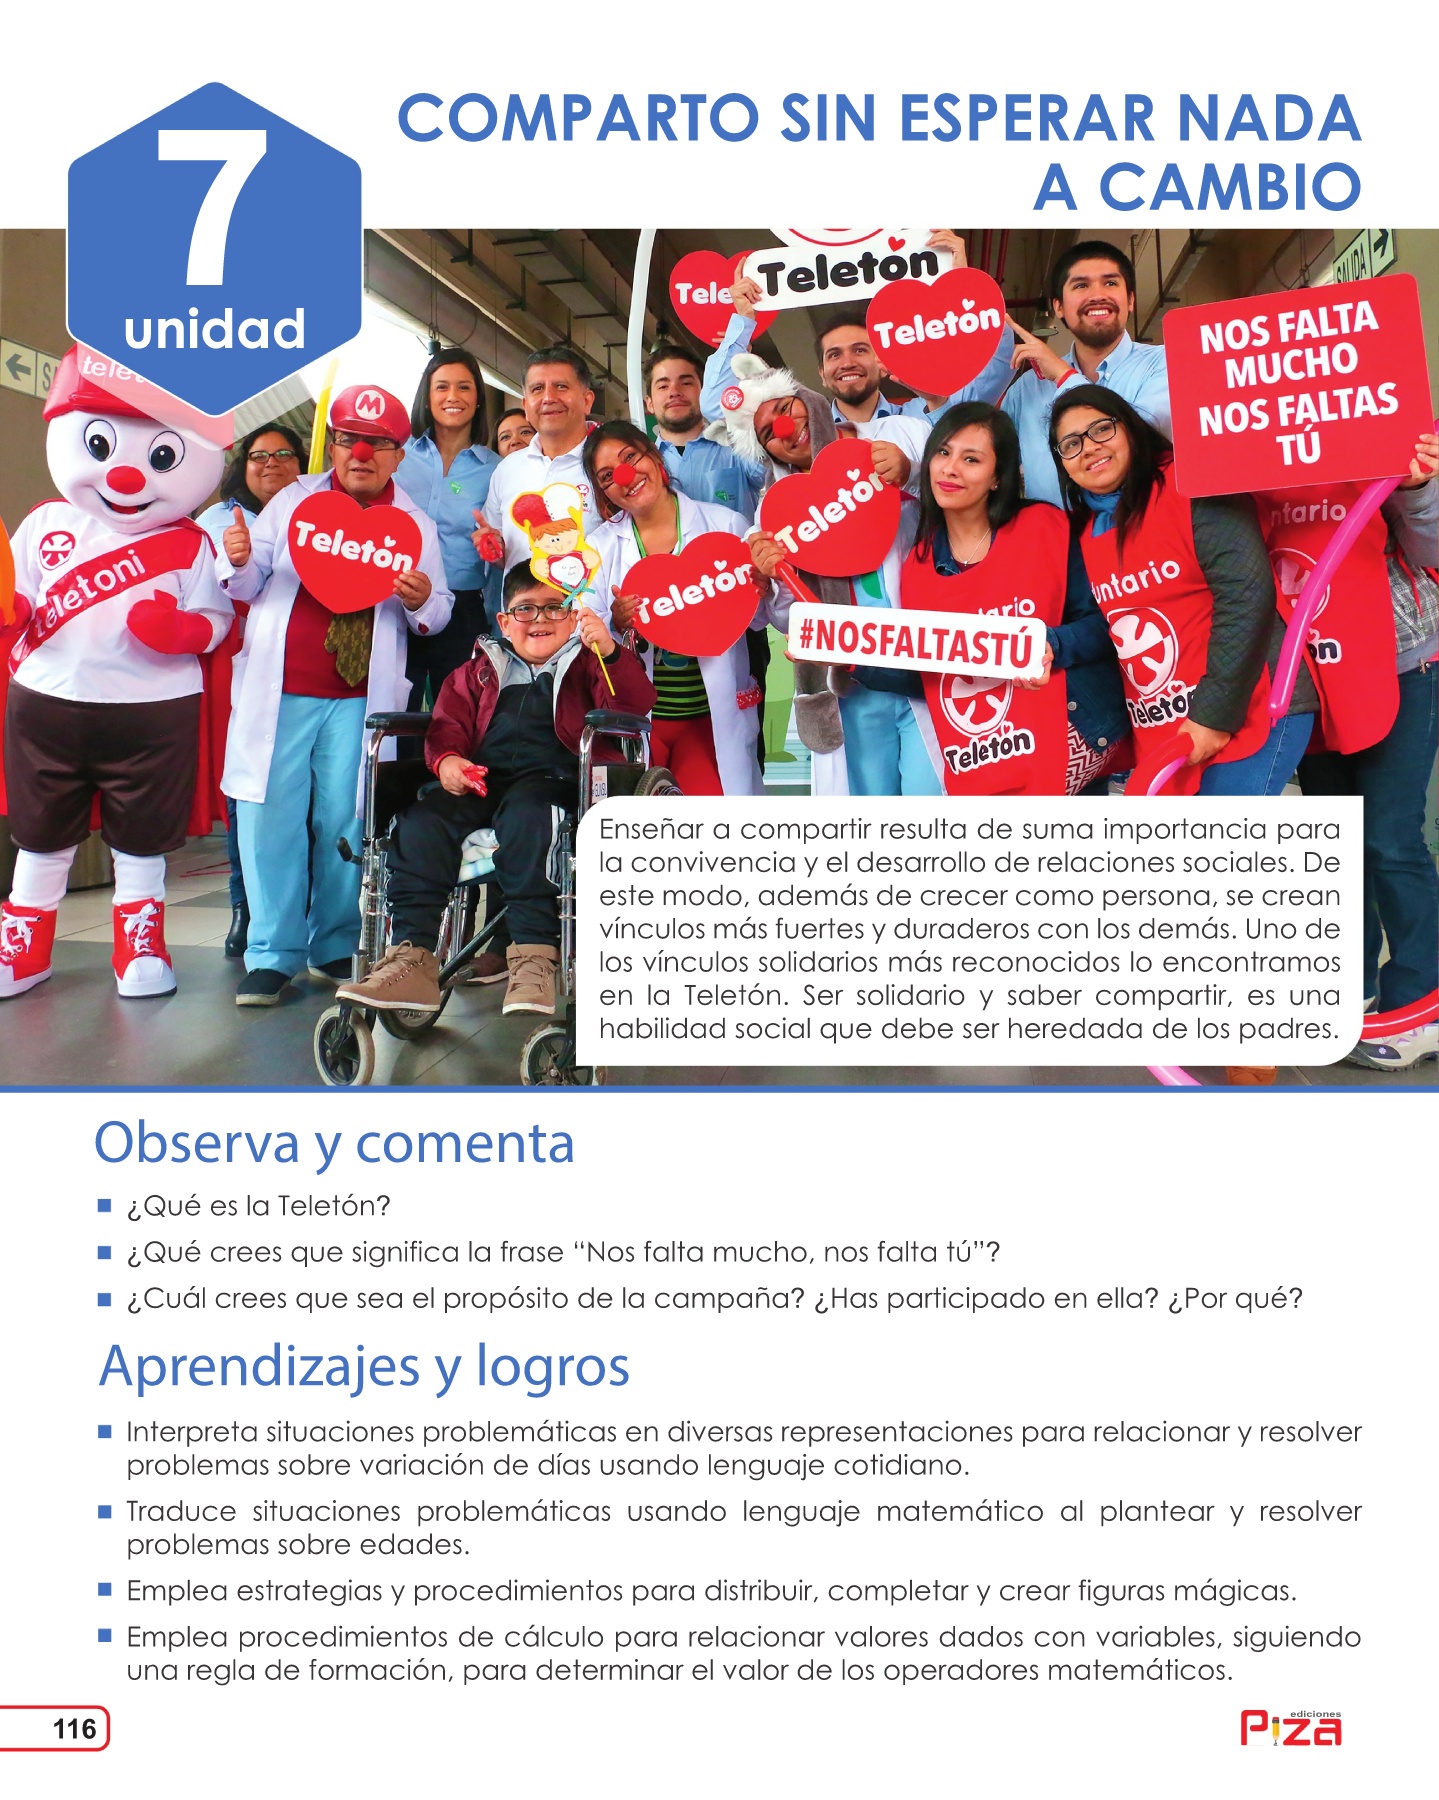 7
unidad
COMPARTO SIN ESPERAR NADA
A CAMBIO
Teletón
Teletón
NOS FALTA
MUCHO
NOS FALTAS
TÚ
SALIDA
M
Teletón
Teletón
Teletón
teletoni
#NOSFALTASTÚ
Teletón
Enseñar a compartir resulta de suma importancia para
la convivencia y el desarrollo de relaciones sociales. De
este modo, además de crecer como persona, se crean
vínculos más fuertes y duraderos con los demás. Uno de
los vínculos solidarios más reconocidos lo encontramos
en la Teletón. Ser solidario y saber compartir, es una
habilidad social que debe ser heredada de los padres.
Observa y comenta
¿Qué es la Teletón?
¿Qué crees que significa la frase “Nos falta mucho, nos falta tú”?
¿Cuál crees que sea el propósito de la campaña? ¿Has participado en ella? ¿Por qué?
Aprendizajes y logros
Interpreta situaciones problemáticas en diversas representaciones para relacionar y resolver
problemas sobre variación de días usando lenguaje cotidiano.
Traduce situaciones problemáticas usando lenguaje matemático al plantear y resolver
problemas sobre edades.
Emplea estrategias y procedimientos para distribuir, completar y crear figuras mágicas.
Emplea procedimientos de cálculo para relacionar valores dados con variables, siguiendo
una regla de formación, para determinar el valor de los operadores matemáticos.
116
ediciones
Piza